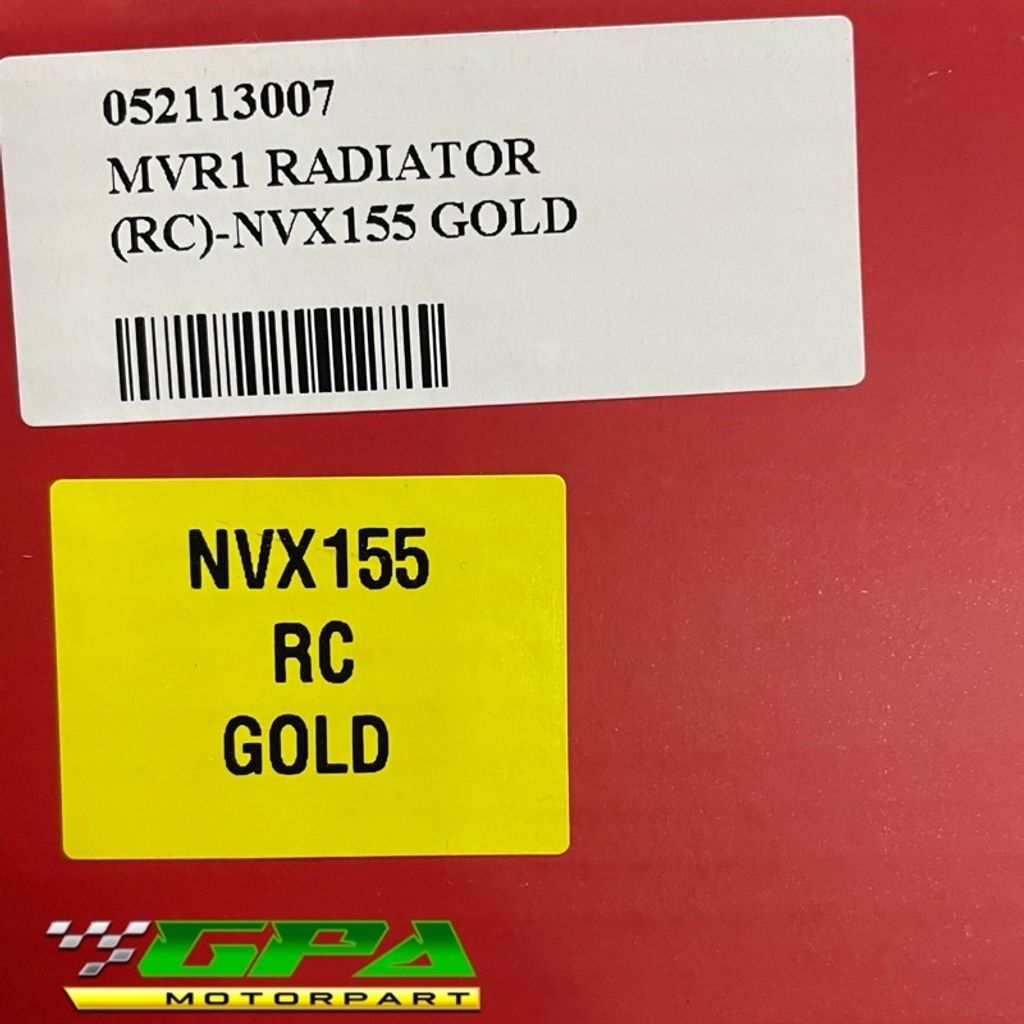 052113007
MVR1 RADIATOR
(RC)-NVX155 GOLD
NVX155
RC
GOLD
GPA
MOTORPART